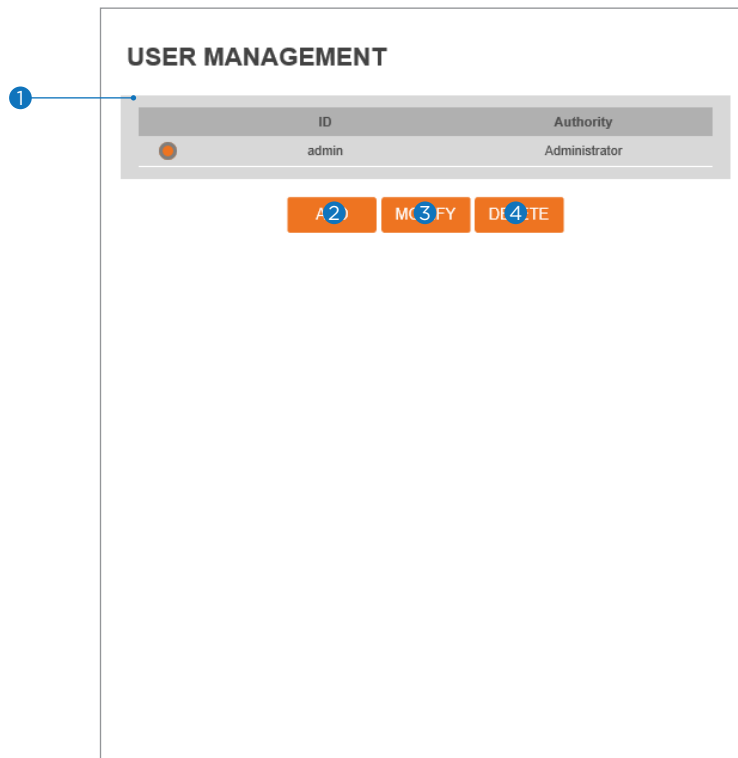 USER MANAGEMENT
1
ID Authority
admin Administrator
2 3 4